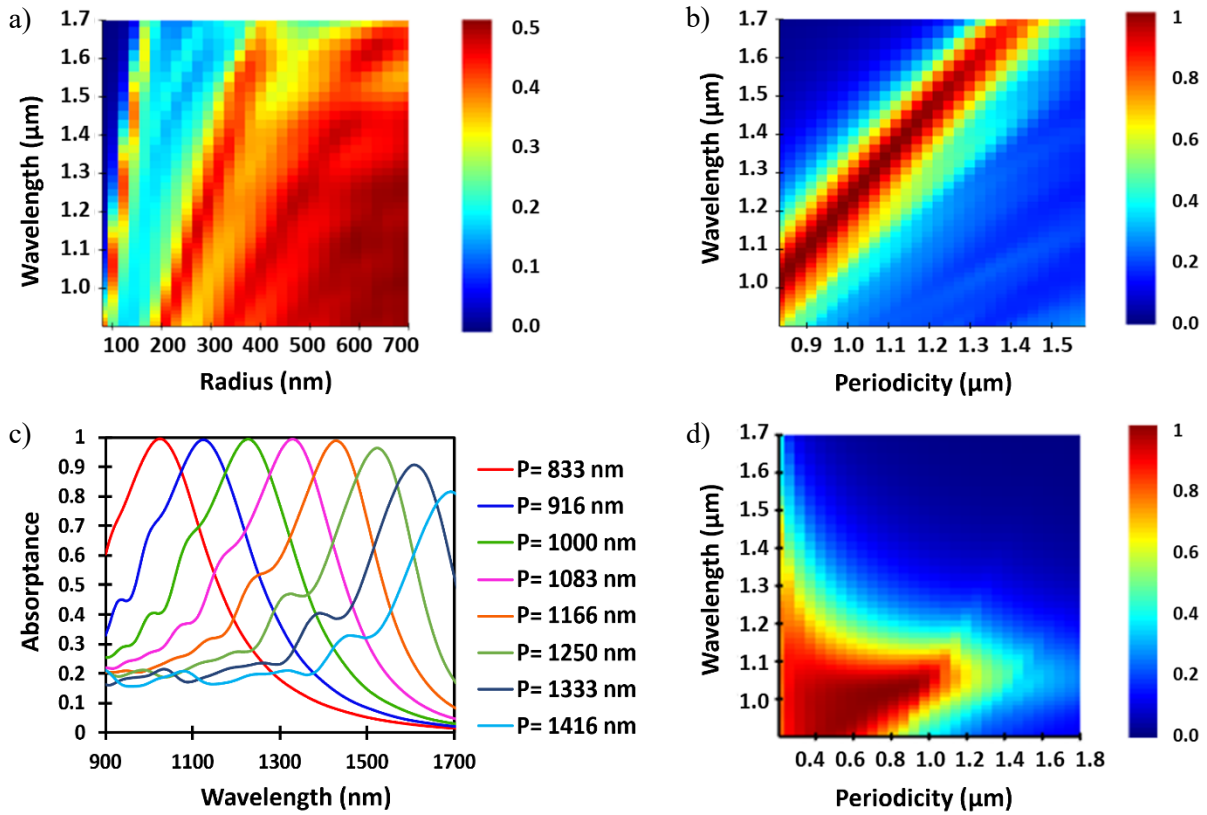 a)
1.7
1.6
1.5
1.4
1.3
1.2
1.1
1.0
Wavelength (µm)
100 200 300 400 500 600 700
Radius (nm)
0.5
0.4
0.3
0.2
0.1
0.0
b)
1.7
1.6
1.5
1.4
1.3
1.2
1.1
1.0
Wavelength (µm)
0.9 1.0 1.1 1.2 1.3 1.4 1.5
Periodicity (µm)
1
0.8
0.6
0.4
0.2
0.0
c)
1
0.9
0.8
0.7
0.6
0.5
0.4
0.3
0.2
0.1
0
Absorptance
900 1100 1300 1500 1700
Wavelength (nm)
P= 833 nm
P= 916 nm
P= 1000 nm
P= 1083 nm
P= 1166 nm
P= 1250 nm
P= 1333 nm
P= 1416 nm
d)
1.7
1.6
1.5
1.4
1.3
1.2
1.1
1.0
Wavelength (µm)
0.4 0.6 0.8 1.0 1.2 1.4 1.6 1.8
Periodicity (µm)
1
0.8
0.6
0.4
0.2
0.0